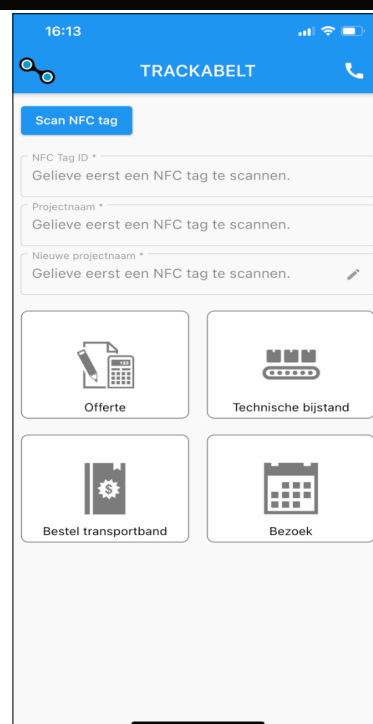 16:13
TRACKABELT
Scan NFC tag
NFC Tag ID *
Gelieve eerst een NFC tag te scannen.
Projectnaam *
Gelieve eerst een NFC tag te scannen.
Nieuwe projectnaam *
Gelieve eerst een NFC tag te scannen.
Offerte
Technische bijstand
$
Bestel transportband
Bezoek